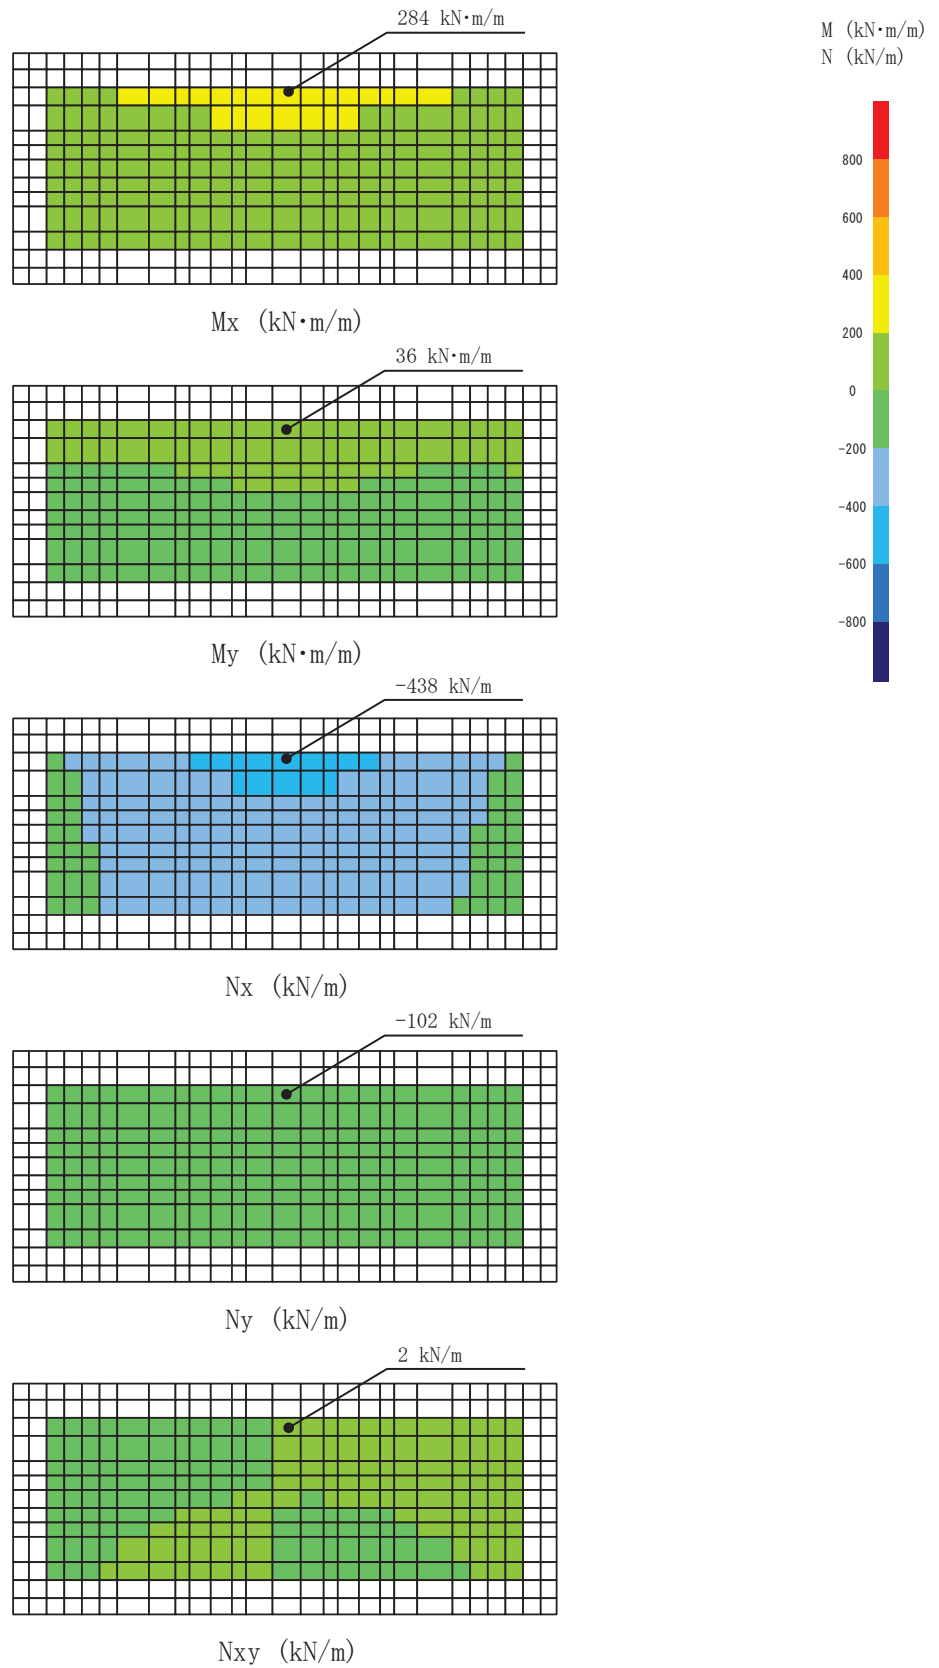 284 kN·m/m
M (kN·m/m)
N (kN/m)
800
600
400
200
0
-200
-400
-600
-800
Mx (kN·m/m)
36 kN·m/m
My (kN·m/m)
-438 kN/m
Nx (kN/m)
-102 kN/m
Ny (kN/m)
2 kN/m
Nxy (kN/m)